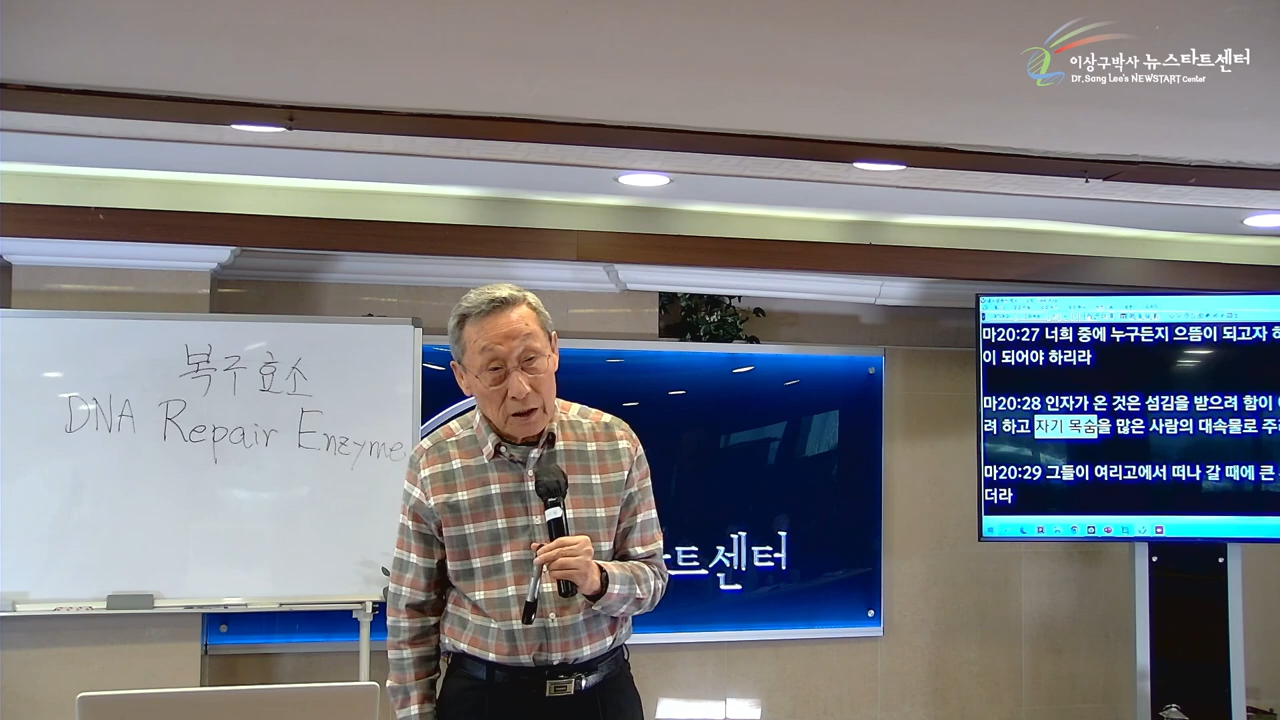 이상구박사 뉴스타트센터
Dr. Sang Lee's NEWSTART Center
복구효소
DNA Repair Enzyme
타트센터
마20:27 너희 중에 누구든지 으뜸이 되고자
이 되어야 하리라
마20:28 인자가 온 것은 섬김을 받으려 함이
려 하고 자기 목숨을 많은 사람의 대속물로 주
마20:29 그들이 여리고에서 떠나 갈 때에 큰
더라